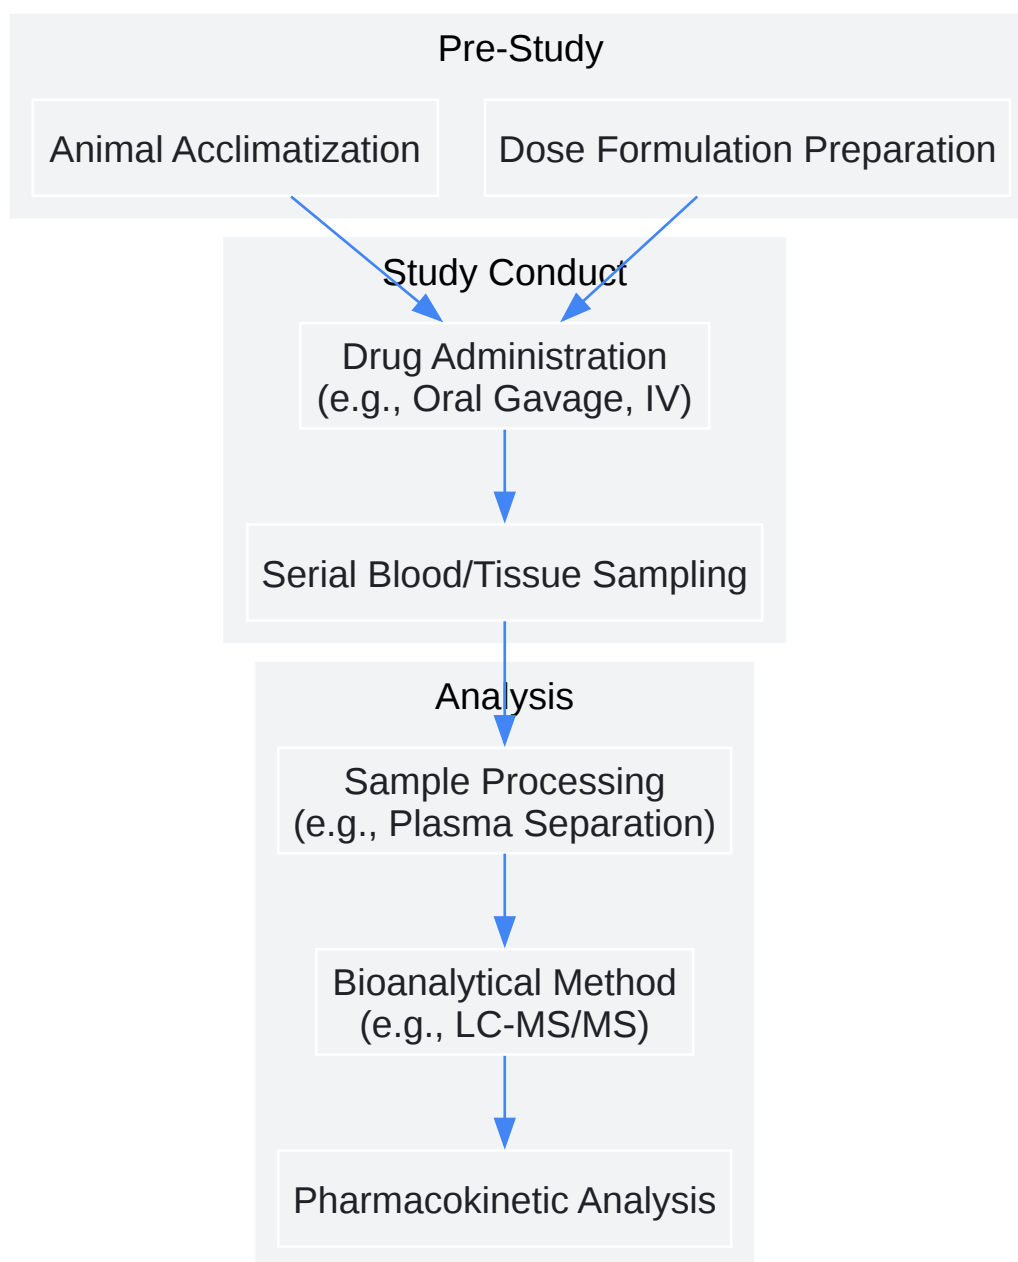 Pre-Study
Animal Acclimatization
Dose Formulation Preparation
Study Conduct
Drug Administration
(e.g., Oral Gavage, IV)
Serial Blood/Tissue Sampling
Analysis
Sample Processing
(e.g., Plasma Separation)
Bioanalytical Method
(e.g., LC-MS/MS)
Pharmacokinetic Analysis